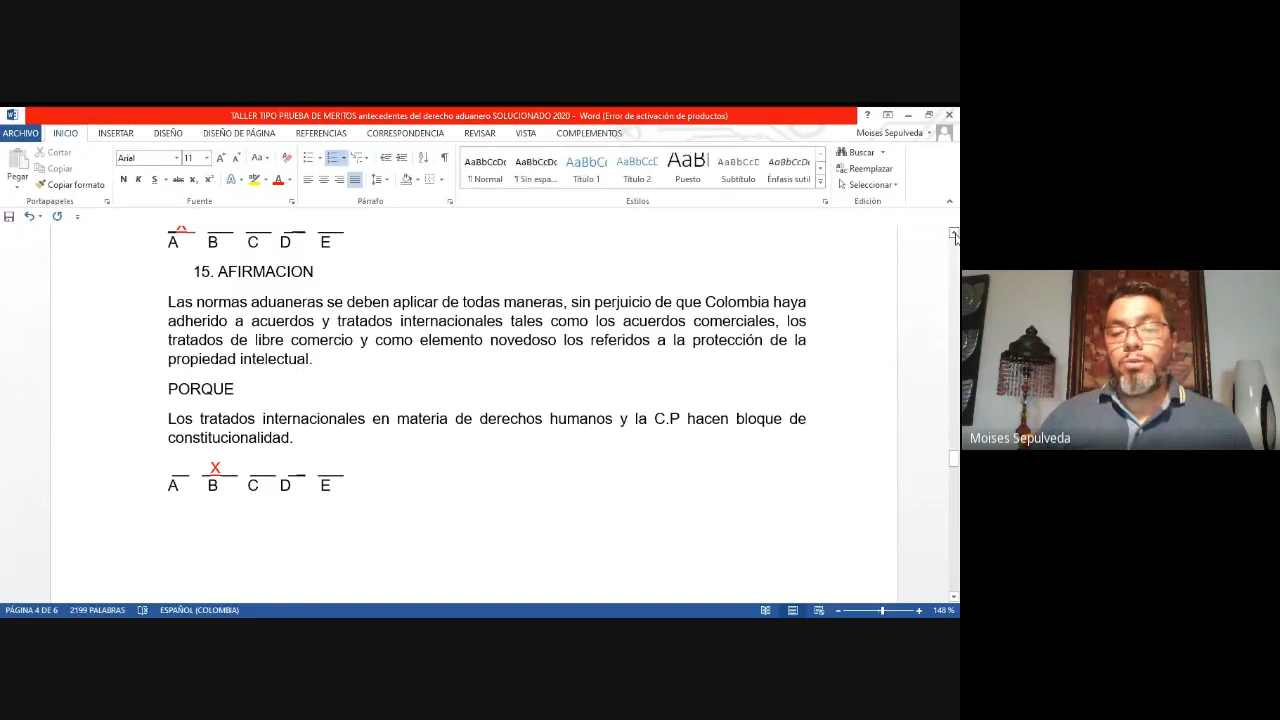 TALLER TIPO PRUEBA DE MERITOS antecedentes del derecho aduanero SOLUCIONADO 2020 - Word (Error de activación de productos)
ARCHIVO INICIO INSERTAR DISEÑO DISEÑO DE PÁGINA REFERENCIAS CORRESPONDENCIA REVISAR VISTA COMPLEMENTOS Moises Sepulveda
Pegar
Cortar
Copiar
Copiar formato
Portapapeles
Arial 11
Fuente
Párrafo
AaBbCcDc AaBbCcDc AaBbCc AaBbCcC AaBl AaBbCcD AaBbCcDc
¶ Normal ¶ Sin espa... Título 1 Título 2 Puesto Subtítulo Énfasis sutil
Estilos
Buscar
Reemplazar
Seleccionar
Edición
X
A B C D E
15. AFIRMACION
Las normas aduaneras se deben aplicar de todas maneras, sin perjuicio de que Colombia haya
adherido a acuerdos y tratados internacionales tales como los acuerdos comerciales, los
tratados de libre comercio y como elemento novedoso los referidos a la protección de la
propiedad intelectual.
PORQUE
Los tratados internacionales en materia de derechos humanos y la C.P hacen bloque de
constitucionalidad.
X
A B C D E
PÁGINA 4 DE 6 2199 PALABRAS ESPAÑOL (COLOMBIA) 148 %
Moises Sepulveda